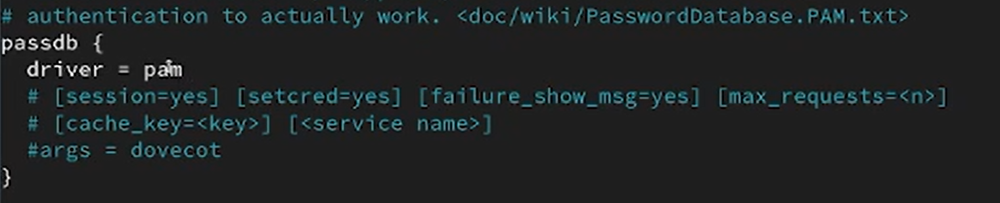 # authentication to actually work. <doc/wiki/PasswordDatabase.PAM.txt>
passdb {
  driver = pam
  # [session=yes] [setcred=yes] [failure_show_msg=yes] [max_requests=<n>]
  # [cache_key=<key>] [<service name>]
  #args = dovecot
}